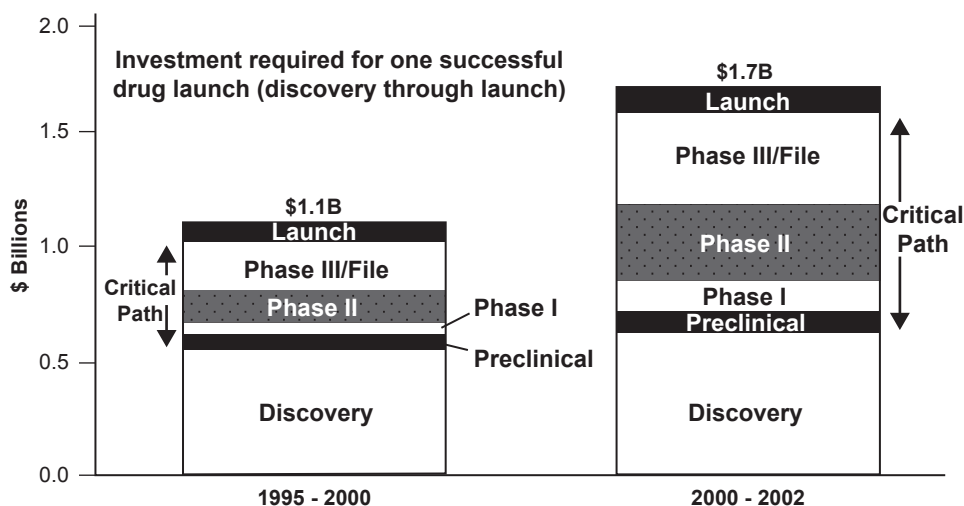 2.0
Investment required for one successful
drug launch (discovery through launch)
$1.7B
Launch
1.5
Phase III/File
$1.1B
Launch
Critical
Path
$ Billions
1.0
Phase II
Phase III/File
Critical
Path
Phase II
Phase I
Phase I
Preclinical
Preclinical
0.5
Discovery
Discovery
0.0
1995 - 2000
2000 - 2002